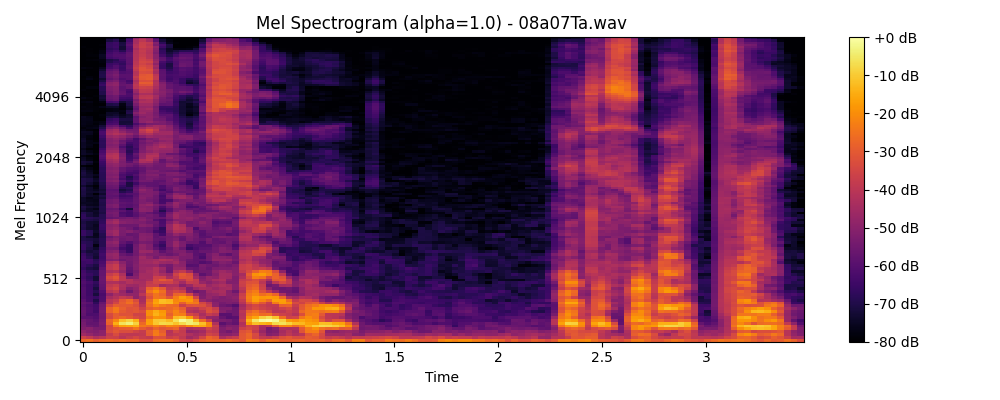 Mel Spectrogram (alpha=1.0) - 08a07Ta.wav
Mel Frequency
4096
2048
1024
512
0
0
0.5
1
1.5
2
2.5
3
Time
+0 dB
-10 dB
-20 dB
-30 dB
-40 dB
-50 dB
-60 dB
-70 dB
-80 dB